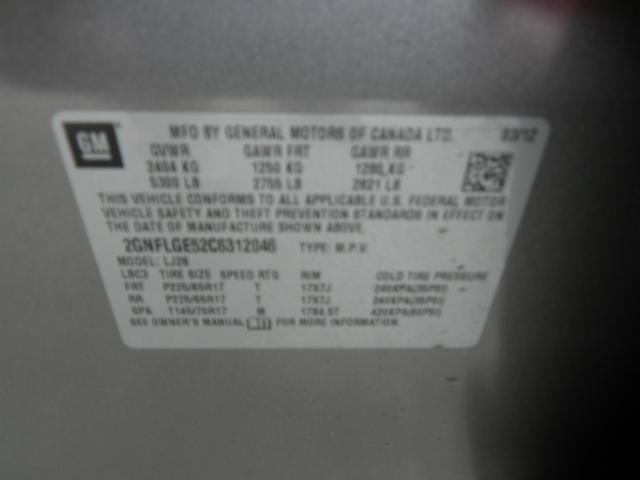 GM
MFD BY GENERAL MOTORS OF CANADA LTD. 03/12
GVWR GAWR FRT GAWR RR
2404 KG 1250 KG 1280 KG
5300 LB 2756 LB 2821 LB
THIS VEHICLE CONFORMS TO ALL APPLICABLE U.S. FEDERAL MOTOR
VEHICLE SAFETY AND THEFT PREVENTION STANDARDS IN EFFECT ON
THE DATE OF MANUFACTURE SHOWN ABOVE.
2GNFLGE52C6312046 TYPE: M.P.V.
MODEL: LJ26
LBC3 TIRE SIZE SPEED RTG RIM COLD TIRE PRESSURE
FRT P225/65R17 T 17X7J 240KPA(35PSI)
RR P225/65R17 T 17X7J 240KPA(35PSI)
SPA T145/70R17 M 17X4.5T 420KPA(60PSI)
SEE OWNER'S MANUAL FOR MORE INFORMATION.